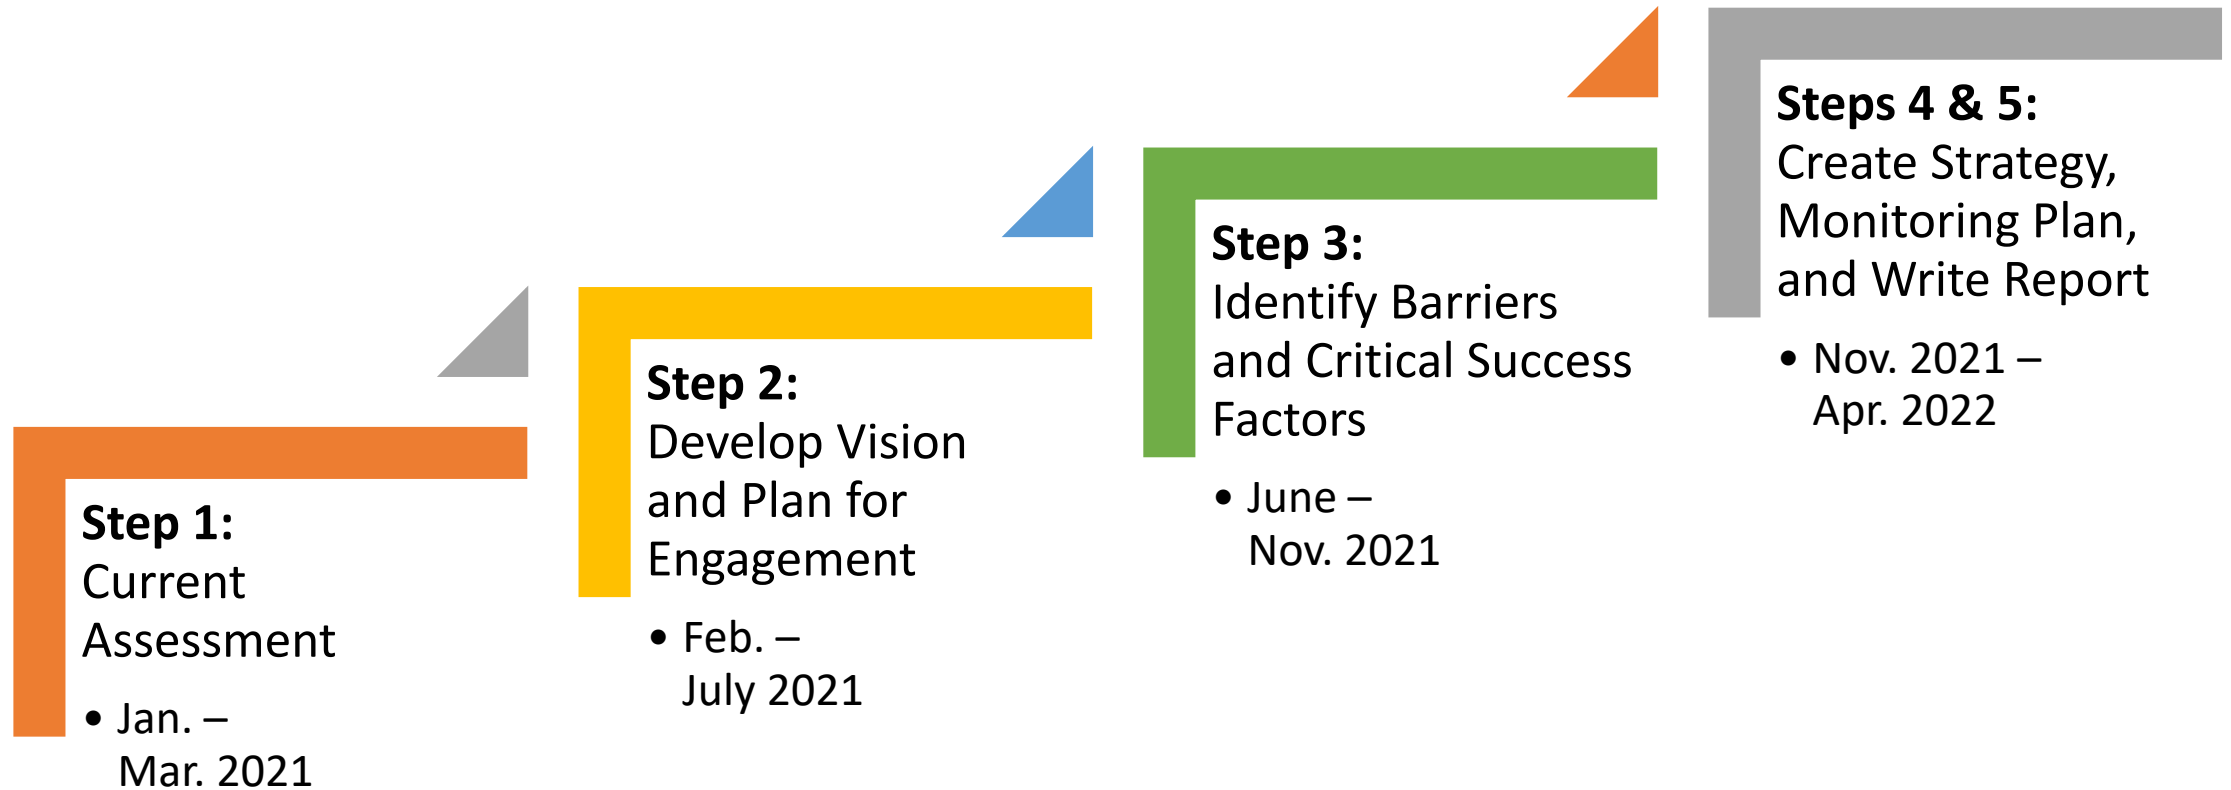 Step 1:
Current
Assessment
• Jan. –
Mar. 2021
Step 2:
Develop Vision
and Plan for
Engagement
• Feb. –
July 2021
Step 3:
Identify Barriers
and Critical Success
Factors
• June –
Nov. 2021
Steps 4 & 5:
Create Strategy,
Monitoring Plan,
and Write Report
• Nov. 2021 –
Apr. 2022